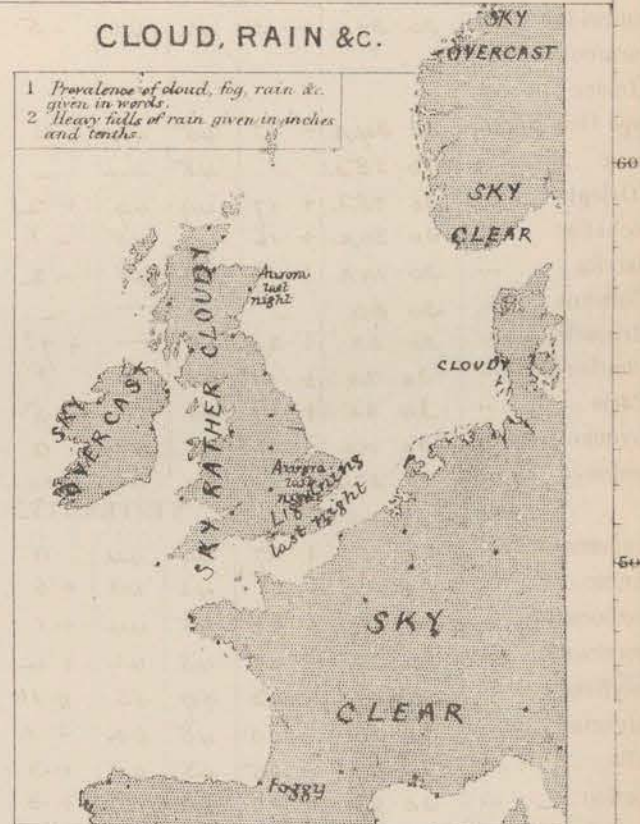 CLOUD, RAIN &c.
1 Prevalence of cloud, fog, rain &c.
given in words.
2 Heavy falls of rain given in inches
and tenths.
SKY
OVERCAST
60
SKY
CLEAR
Aurora
last
night
SKY RATHER CLOUDY
CLOUDY
SKY
OVERCAST
Aurora
last
night
Lightning
last night
50
SKY
CLEAR
Foggy